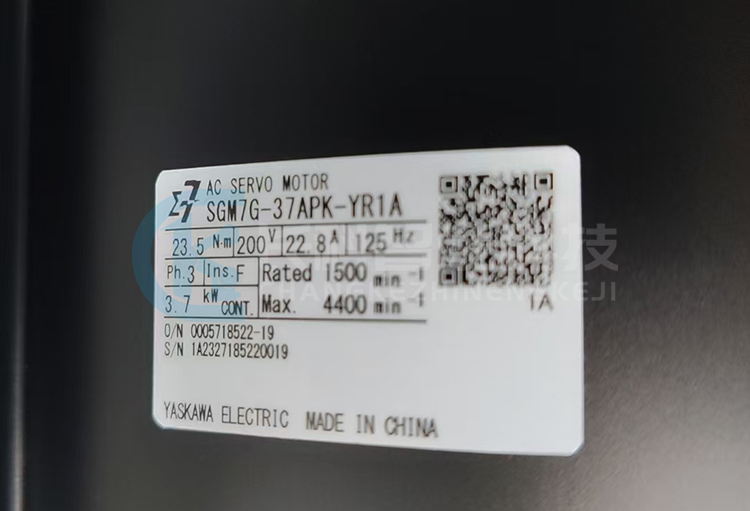 Σ7 AC SERVO MOTOR
SGM7G-37APK-YR1A
23.5 N·m 200 V 22.8 A 125 Hz
Ph.3 Ins.F Rated 1500 min⁻¹
3.7 kW CONT. Max. 4400 min⁻¹
1A
O/N 0005718522-19
S/N 1A2327185220019
YASKAWA ELECTRIC MADE IN CHINA